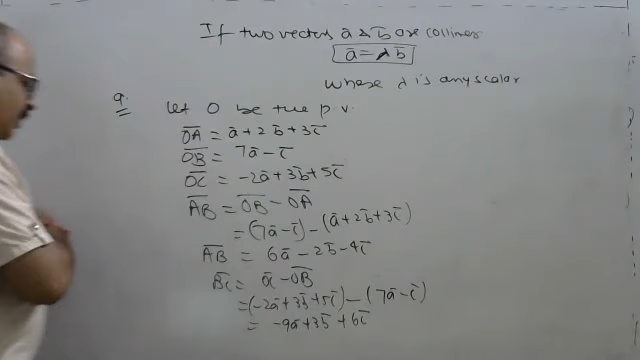 If two vectors ā & b̄ are colliner
ā = λ b̄
where λ is any scalar
Q. Let O be the p.v.
OA̅ = ā + 2b̄ + 3c̄
OB̅ = 7ā - c̄
OC̅ = -2ā + 3b̄ + 5c̄
AB̅ = OB̅ - OA̅
= (7ā - c̄) - (ā + 2b̄ + 3c̄)
AB̅ = 6ā - 2b̄ - 4c̄
BC̅ = OC̅ - OB̅
= (-2ā + 3b̄ + 5c̄) - (7ā - c̄)
= -9ā + 3b̄ + 6c̄